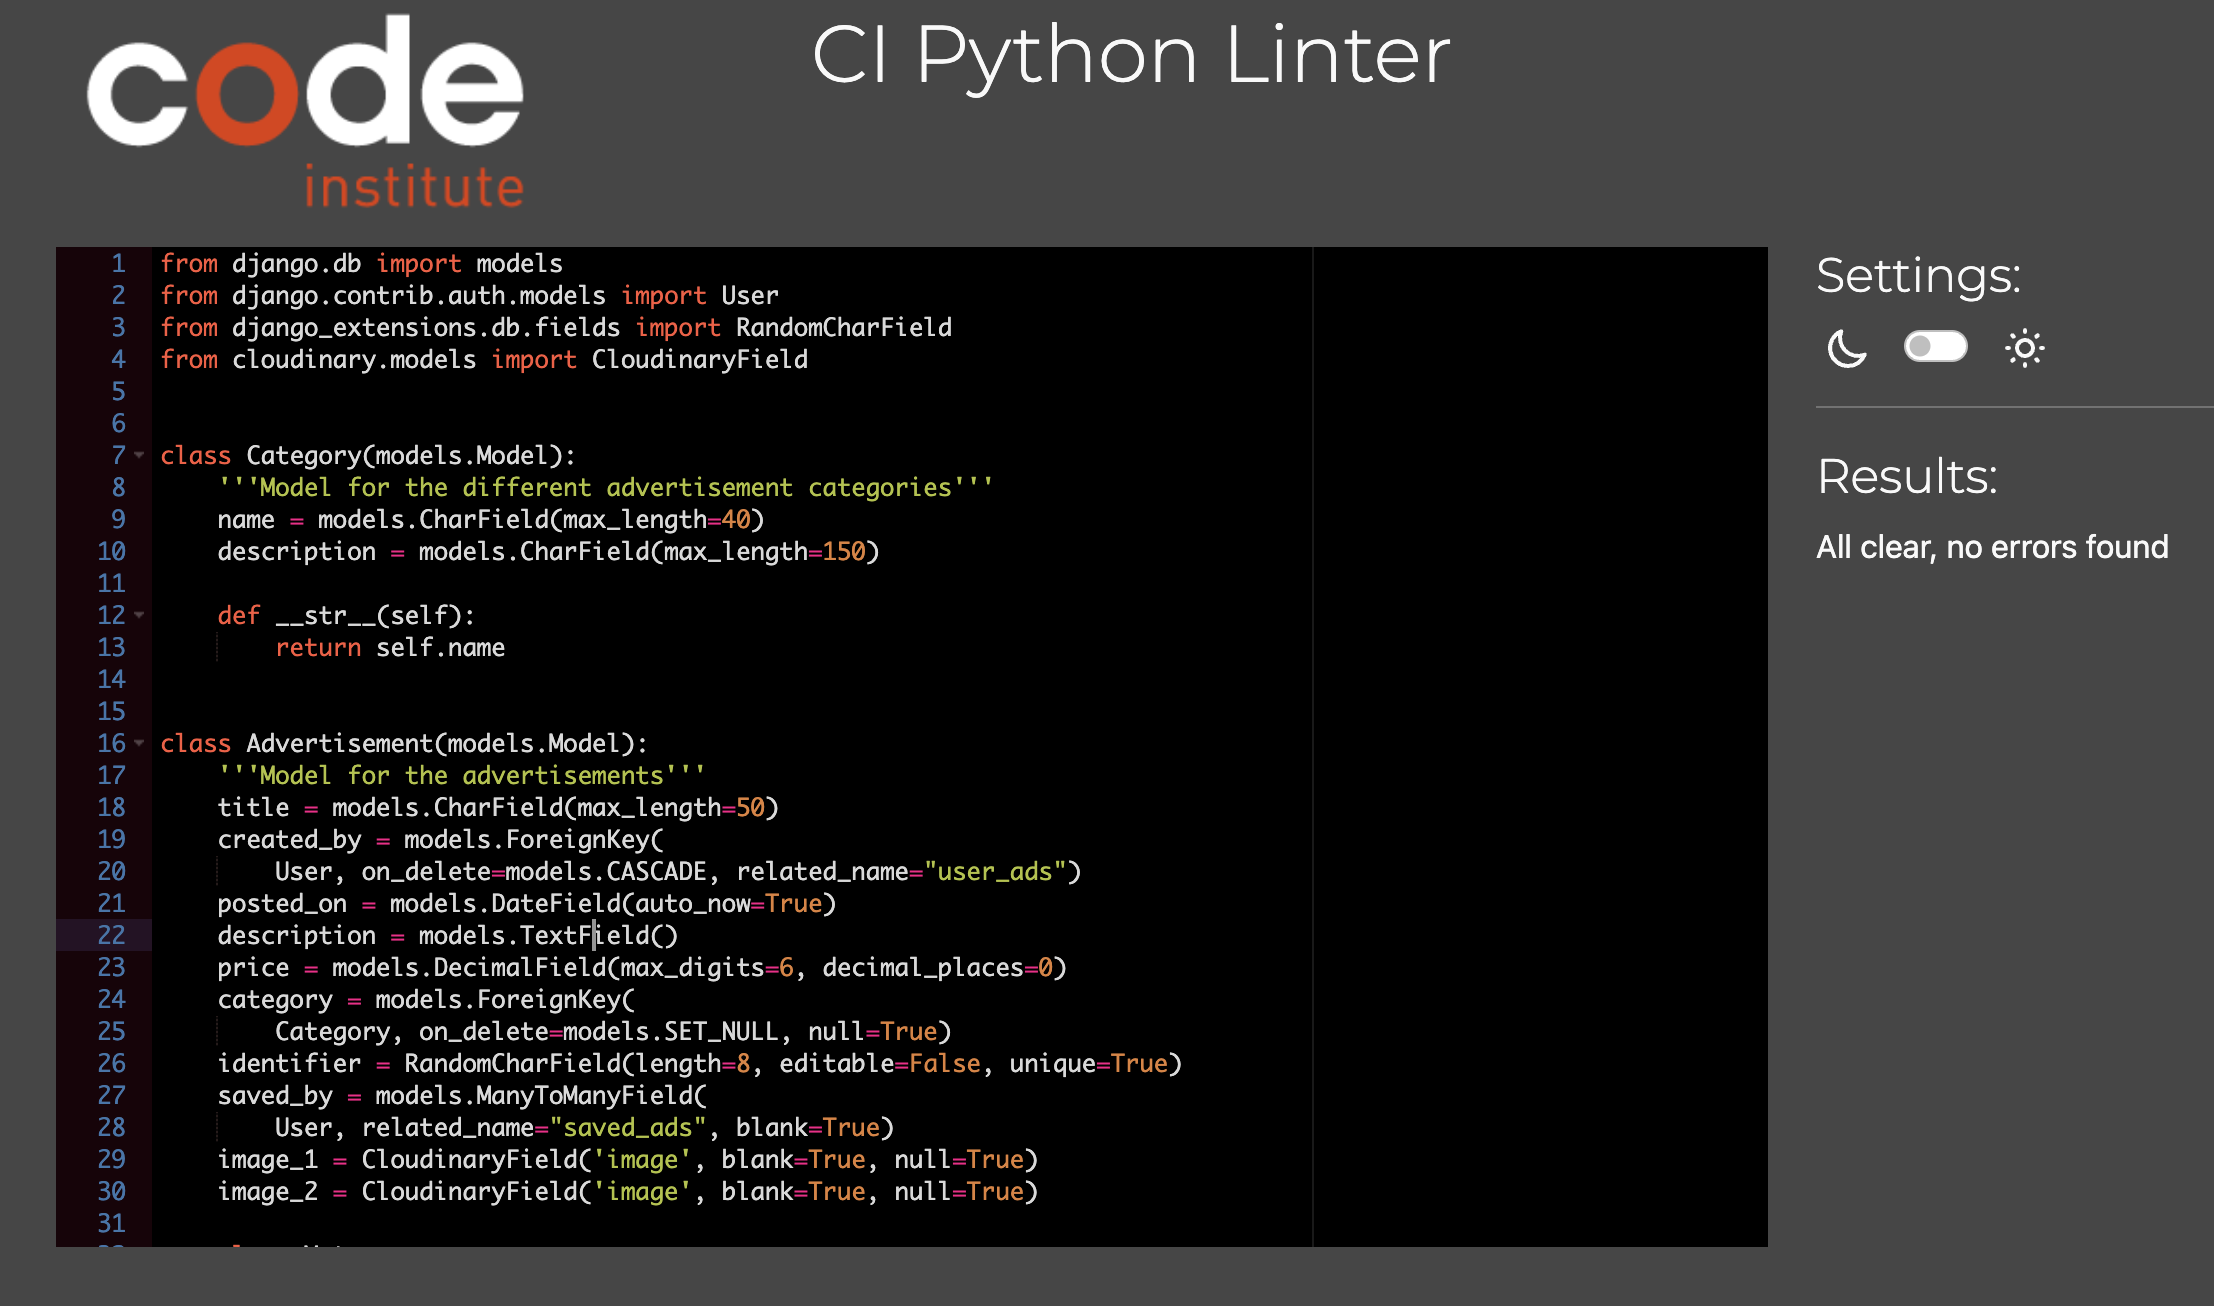 code
institute
CI Python Linter
1 from django.db import models
2 from django.contrib.auth.models import User
3 from django_extensions.db.fields import RandomCharField
4 from cloudinary.models import CloudinaryField
5
6
7 class Category(models.Model):
8     '''Model for the different advertisement categories'''
9     name = models.CharField(max_length=40)
10     description = models.CharField(max_length=150)
11
12     def __str__(self):
13         return self.name
14
15
16 class Advertisement(models.Model):
17     '''Model for the advertisements'''
18     title = models.CharField(max_length=50)
19     created_by = models.ForeignKey(
20         User, on_delete=models.CASCADE, related_name="user_ads")
21     posted_on = models.DateField(auto_now=True)
22     description = models.TextField()
23     price = models.DecimalField(max_digits=6, decimal_places=0)
24     category = models.ForeignKey(
25         Category, on_delete=models.SET_NULL, null=True)
26     identifier = RandomCharField(length=8, editable=False, unique=True)
27     saved_by = models.ManyToManyField(
28         User, related_name="saved_ads", blank=True)
29     image_1 = CloudinaryField('image', blank=True, null=True)
30     image_2 = CloudinaryField('image', blank=True, null=True)
31
Settings:
Results:
All clear, no errors found